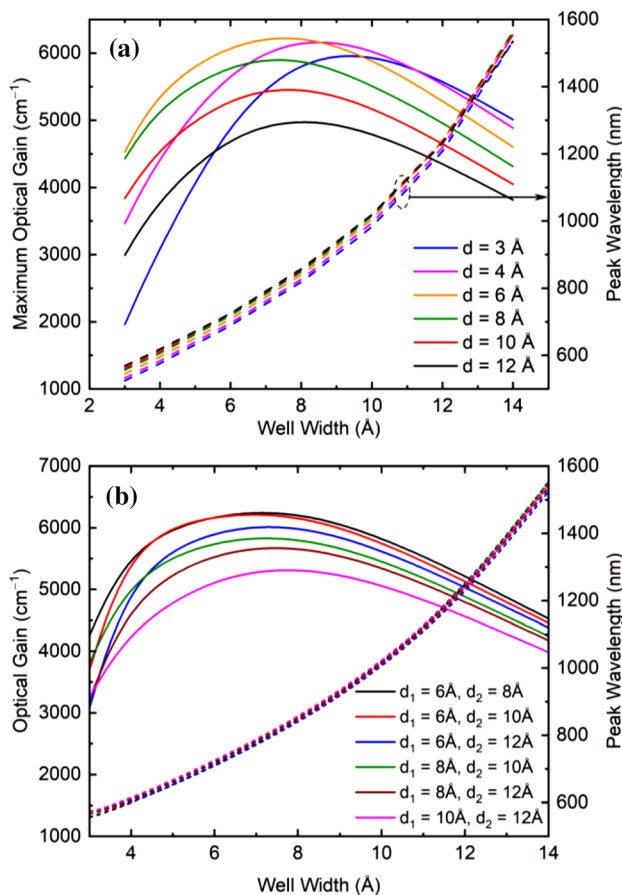 (a)
Maximum Optical Gain (cm⁻¹)
6000
5000
4000
3000
2000
1000
2 4 6 8 10 12 14
Well Width (Å)
1600
1400
1200
1000
800
600
Peak Wavelength (nm)
d = 3 Å
d = 4 Å
d = 6 Å
d = 8 Å
d = 10 Å
d = 12 Å
(b)
Optical Gain (cm⁻¹)
7000
6000
5000
4000
3000
2000
1000
4 6 8 10 12 14
Well Width (Å)
1600
1400
1200
1000
800
600
Peak Wavelength (nm)
d₁ = 6Å, d₂ = 8Å
d₁ = 6Å, d₂ = 10Å
d₁ = 6Å, d₂ = 12Å
d₁ = 8Å, d₂ = 10Å
d₁ = 8Å, d₂ = 12Å
d₁ = 10Å, d₂ = 12Å